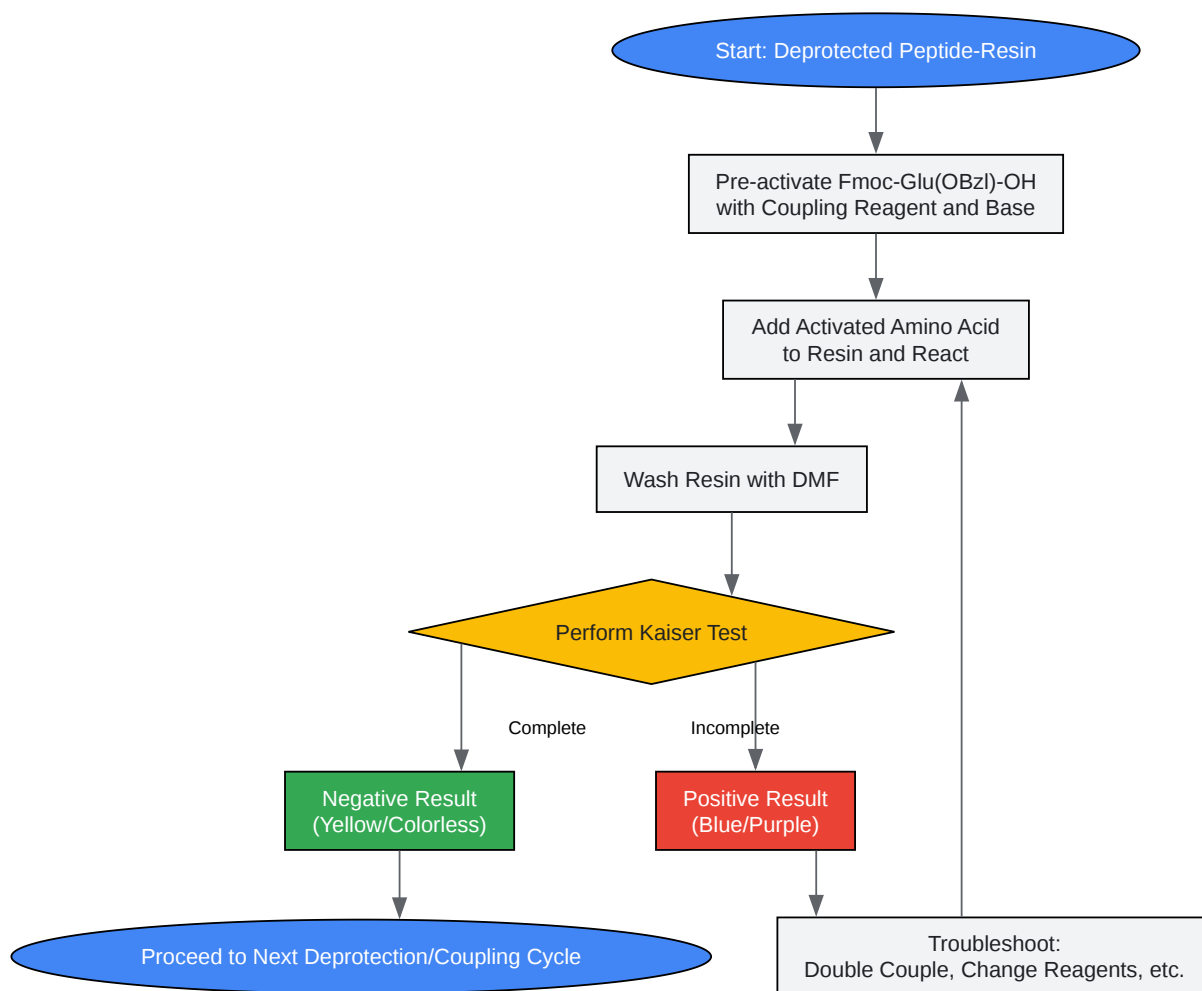 Start: Deprotected Peptide-Resin
Pre-activate Fmoc-Glu(OBzl)-OH
with Coupling Reagent and Base
Add Activated Amino Acid
to Resin and React
Wash Resin with DMF
Perform Kaiser Test
Complete
Incomplete
Negative Result
(Yellow/Colorless)
Positive Result
(Blue/Purple)
Proceed to Next Deprotection/Coupling Cycle
Troubleshoot:
Double Couple, Change Reagents, etc.